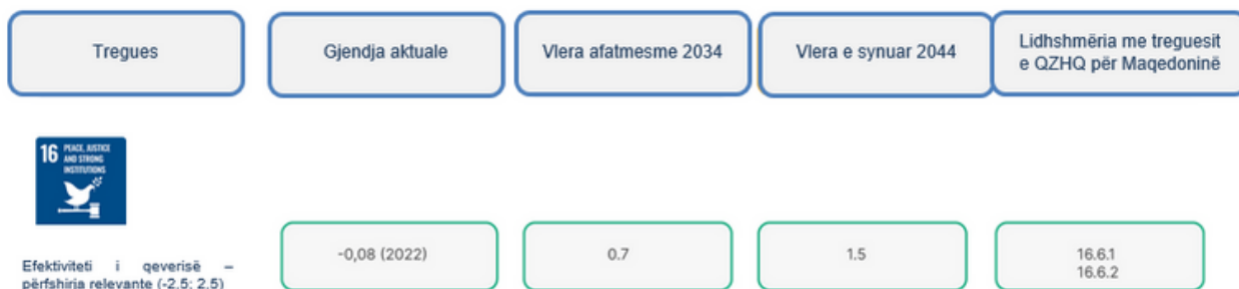 Tregues
Gjendja aktuale
Vlera afatmesme 2034
Vlera e synuar 2044
Lidhshmëria me treguesit
e QZHQ për Maqedoninë
16 PEACE, JUSTICE
AND STRONG
INSTITUTIONS
Efektiviteti i qeverisë –
përfshirja relevante (-2.5; 2.5)
-0,08 (2022)
0.7
1.5
16.6.1
16.6.2